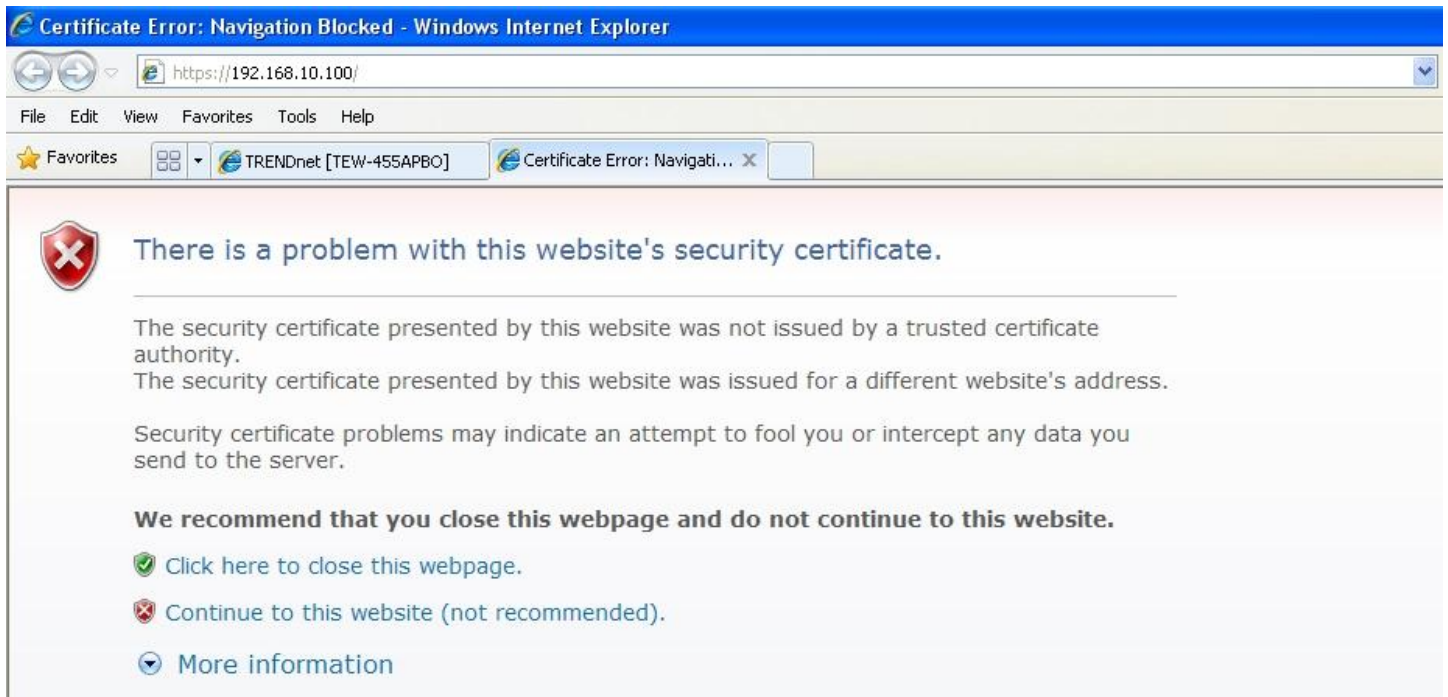 Certificate Error: Navigation Blocked - Windows Internet Explorer
https://192.168.10.100/
File Edit View Favorites Tools Help
Favorites TRENDnet [TEW-455APBO] Certificate Error: Navigati...
There is a problem with this website's security certificate.
The security certificate presented by this website was not issued by a trusted certificate
authority.
The security certificate presented by this website was issued for a different website's address.
Security certificate problems may indicate an attempt to fool you or intercept any data you
send to the server.
We recommend that you close this webpage and do not continue to this website.
Click here to close this webpage.
Continue to this website (not recommended).
More information